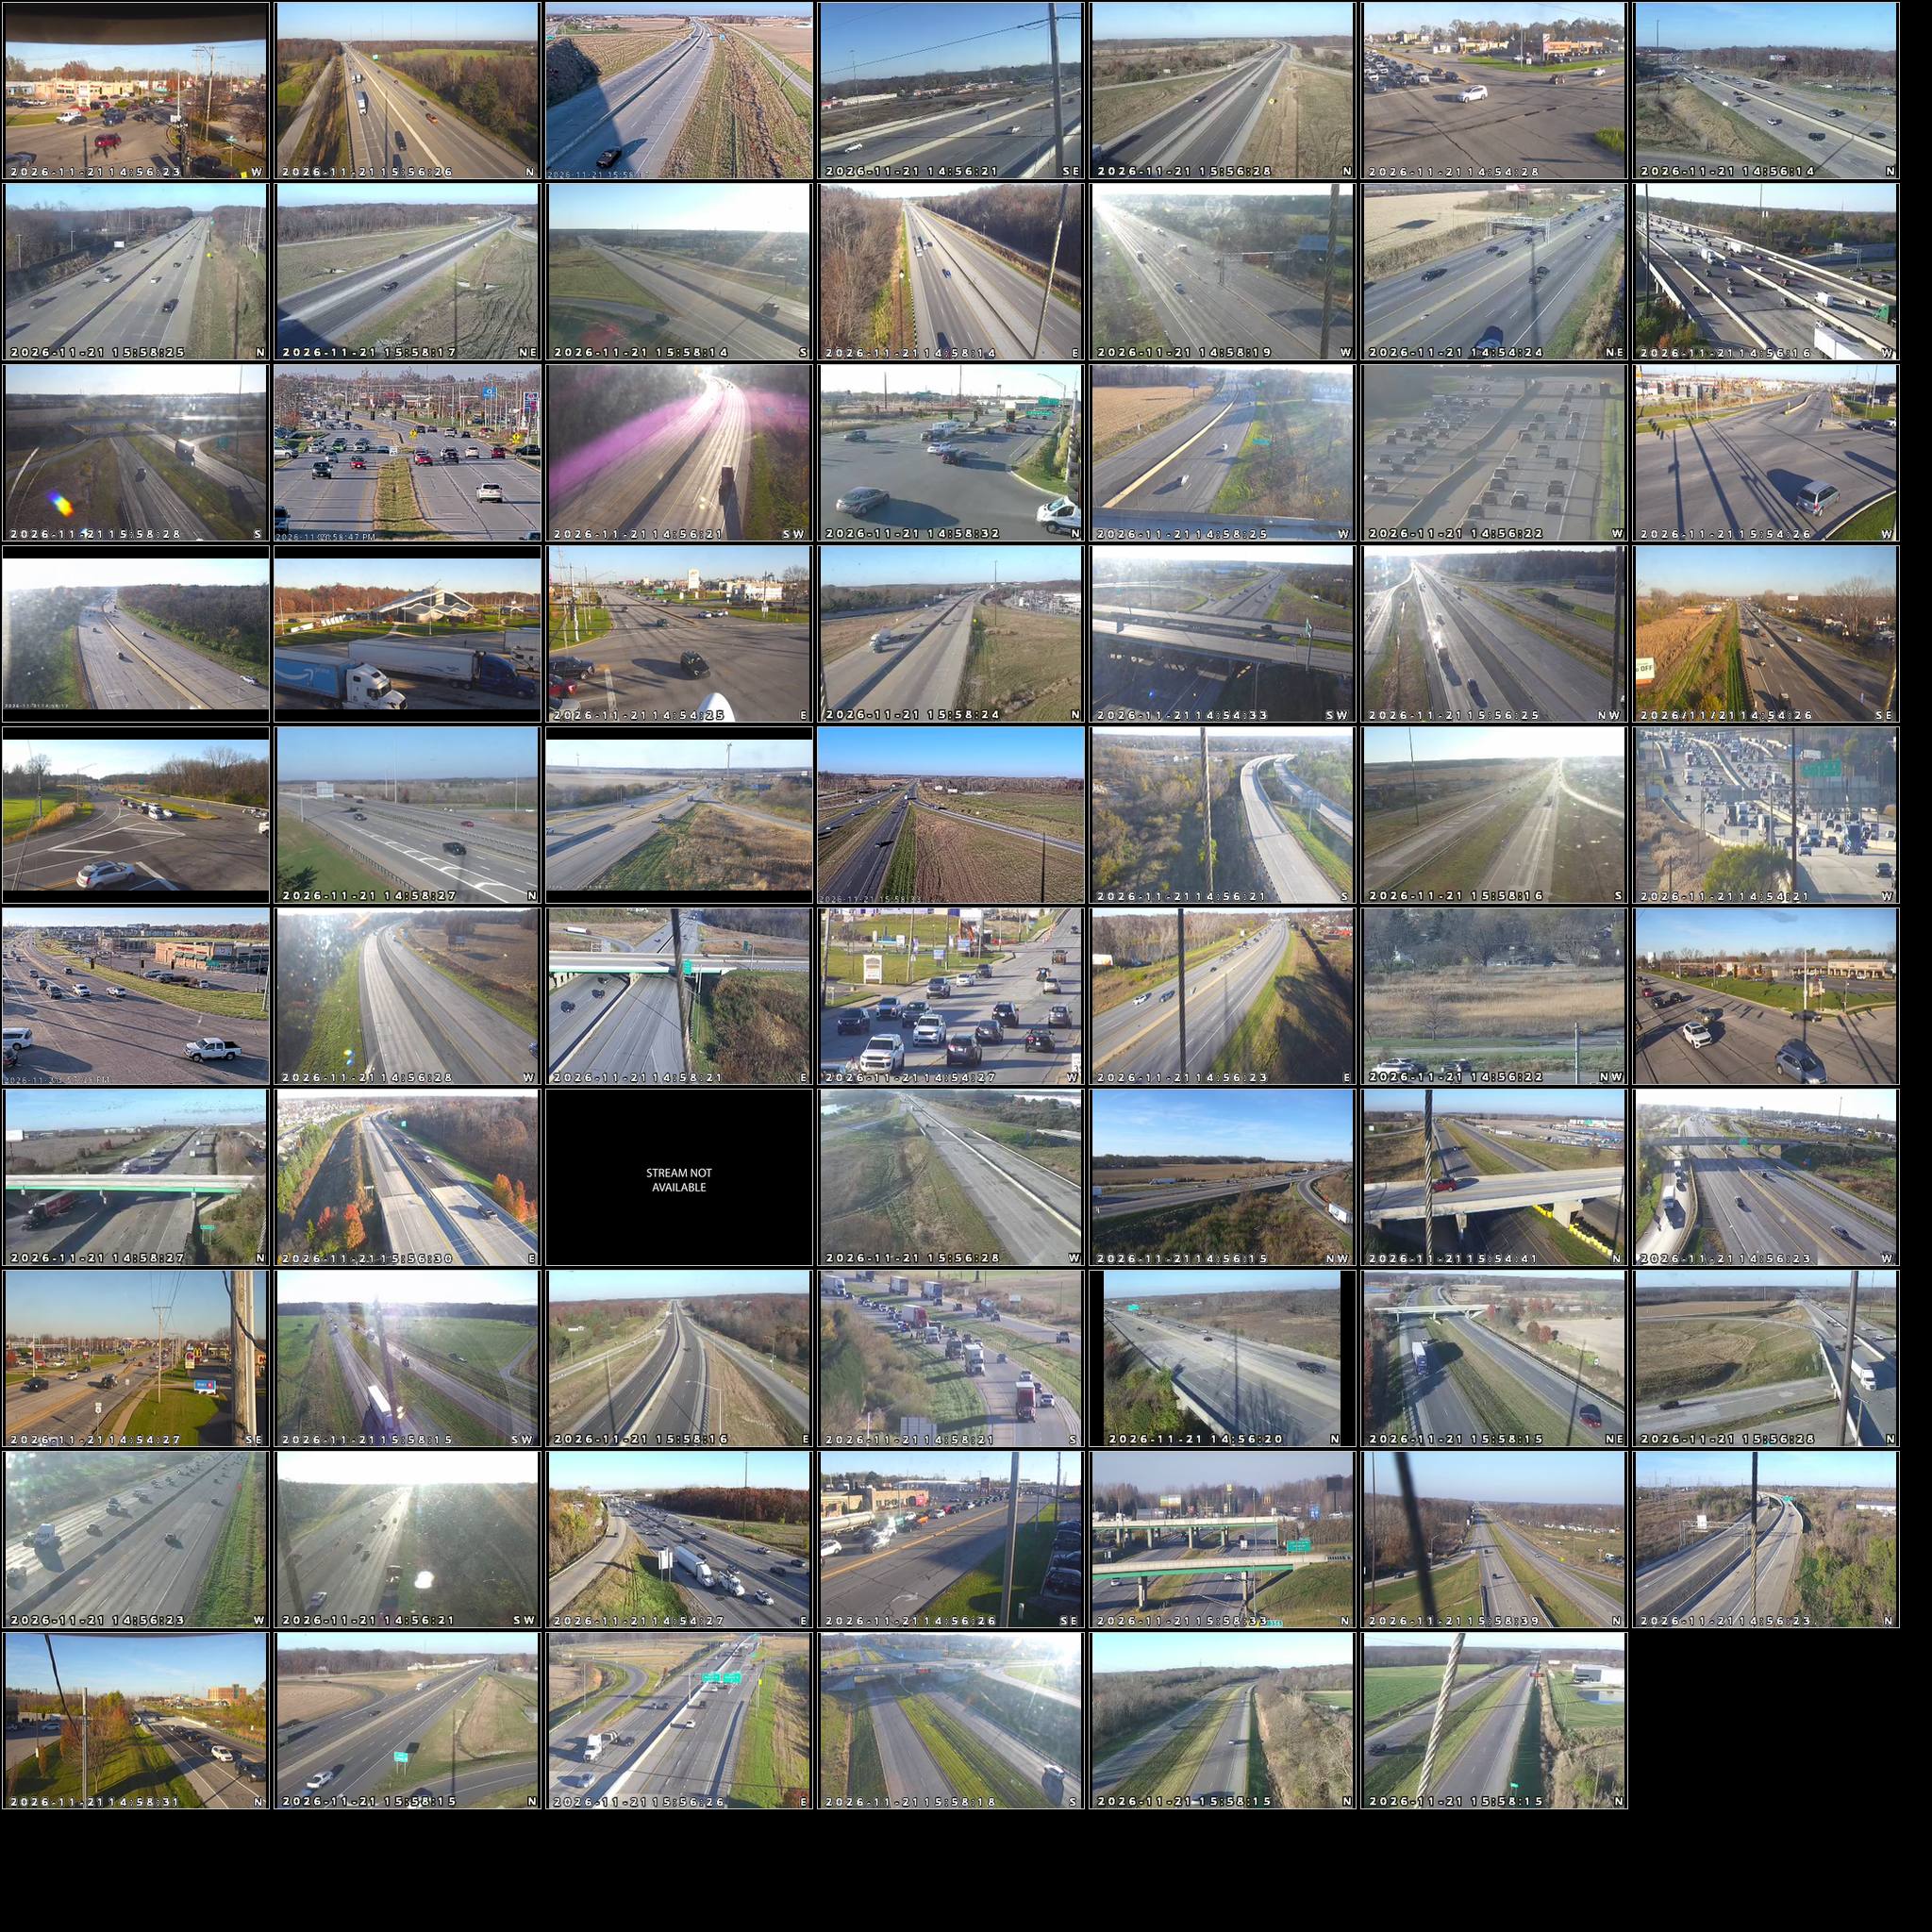 2026-11-21 14:56:23 W
2026-11-21 15:56:26 N
2026-11-21 14:56:21 SE
2026-11-21 15:56:28 N
2026-11-21 14:54:28
2026-11-21 14:56:14 N
2026-11-21 15:58:25 N
2026-11-21 15:58:17 NE
2026-11-21 15:58:14 S
2026-11-21 14:58:14 E
2026-11-21 14:58:19 W
2026-11-21 14:54:24 NE
2026-11-21 14:56:16 W
2026-11-21 15:58:28 S
2026-11-21 14:56:21 SW
2026-11-21 14:58:32 N
2026-11-21 14:58:25 W
2026-11-21 14:56:22 W
2026-11-21 15:54:26 W
2026-11-21 14:54:25 E
2026-11-21 15:58:24 N
2026-11-21 14:54:33 SW
2026-11-21 15:56:25 NW
OFF
2026/11/21 14:54:26 SE
2026-11-21 14:58:27 N
2026-11-21 14:56:21 S
2026-11-21 15:58:16 S
2026-11-21 14:54:21 W
2026-11-21 14:56:28 W
2026-11-21 14:58:21 E
2026-11-21 14:54:27 W
2026-11-21 14:56:23 E
2026-11-21 14:56:22 NW
2026-11-21 14:58:27 N
2026-11-21 15:56:30 E
STREAM NOT
AVAILABLE
2026-11-21 15:56:28 W
2026-11-21 14:56:15 NW
2026-11-21 15:54:41 N
2026-11-21 14:56:23 W
2026-11-21 14:54:27 SE
2026-11-21 15:58:15 SW
2026-11-21 15:58:16 E
2026-11-21 14:58:21 S
2026-11-21 14:56:20 N
2026-11-21 15:58:15 NE
2026-11-21 15:56:28 N
2026-11-21 14:56:23 W
2026-11-21 14:56:21 SW
2026-11-21 14:54:27 E
2026-11-21 14:56:26 SE
2026-11-21 15:58:33 N
2026-11-21 15:58:39 N
2026-11-21 14:56:23 N
2026-11-21 14:58:31 N
2026-11-21 15:58:15 N
2026-11-21 15:56:26 E
2026-11-21 15:58:18 S
2026-11-21 15:58:15 N
2026-11-21 15:58:15 N